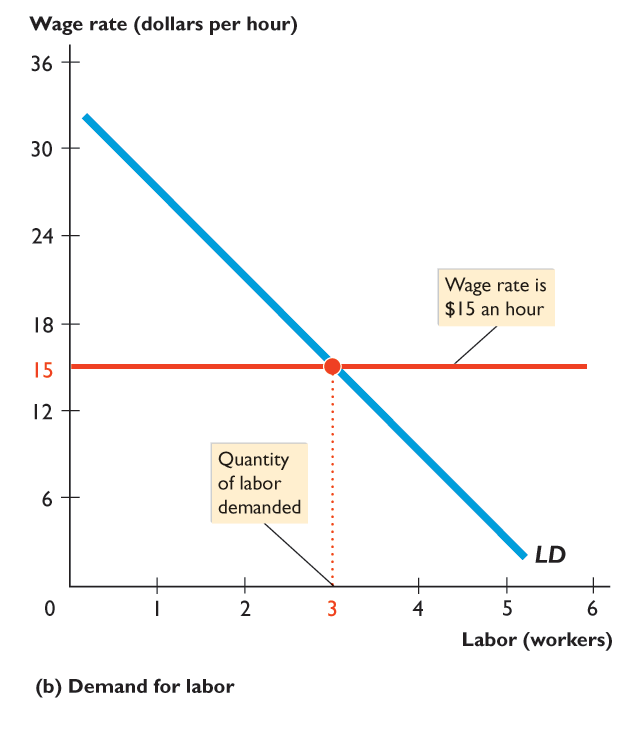 Wage rate (dollars per hour)
36
30
24
Wage rate is
$15 an hour
18
15
12
Quantity
of labor
demanded
6
LD
0 1 2 3 4 5 6
Labor (workers)
(b) Demand for labor